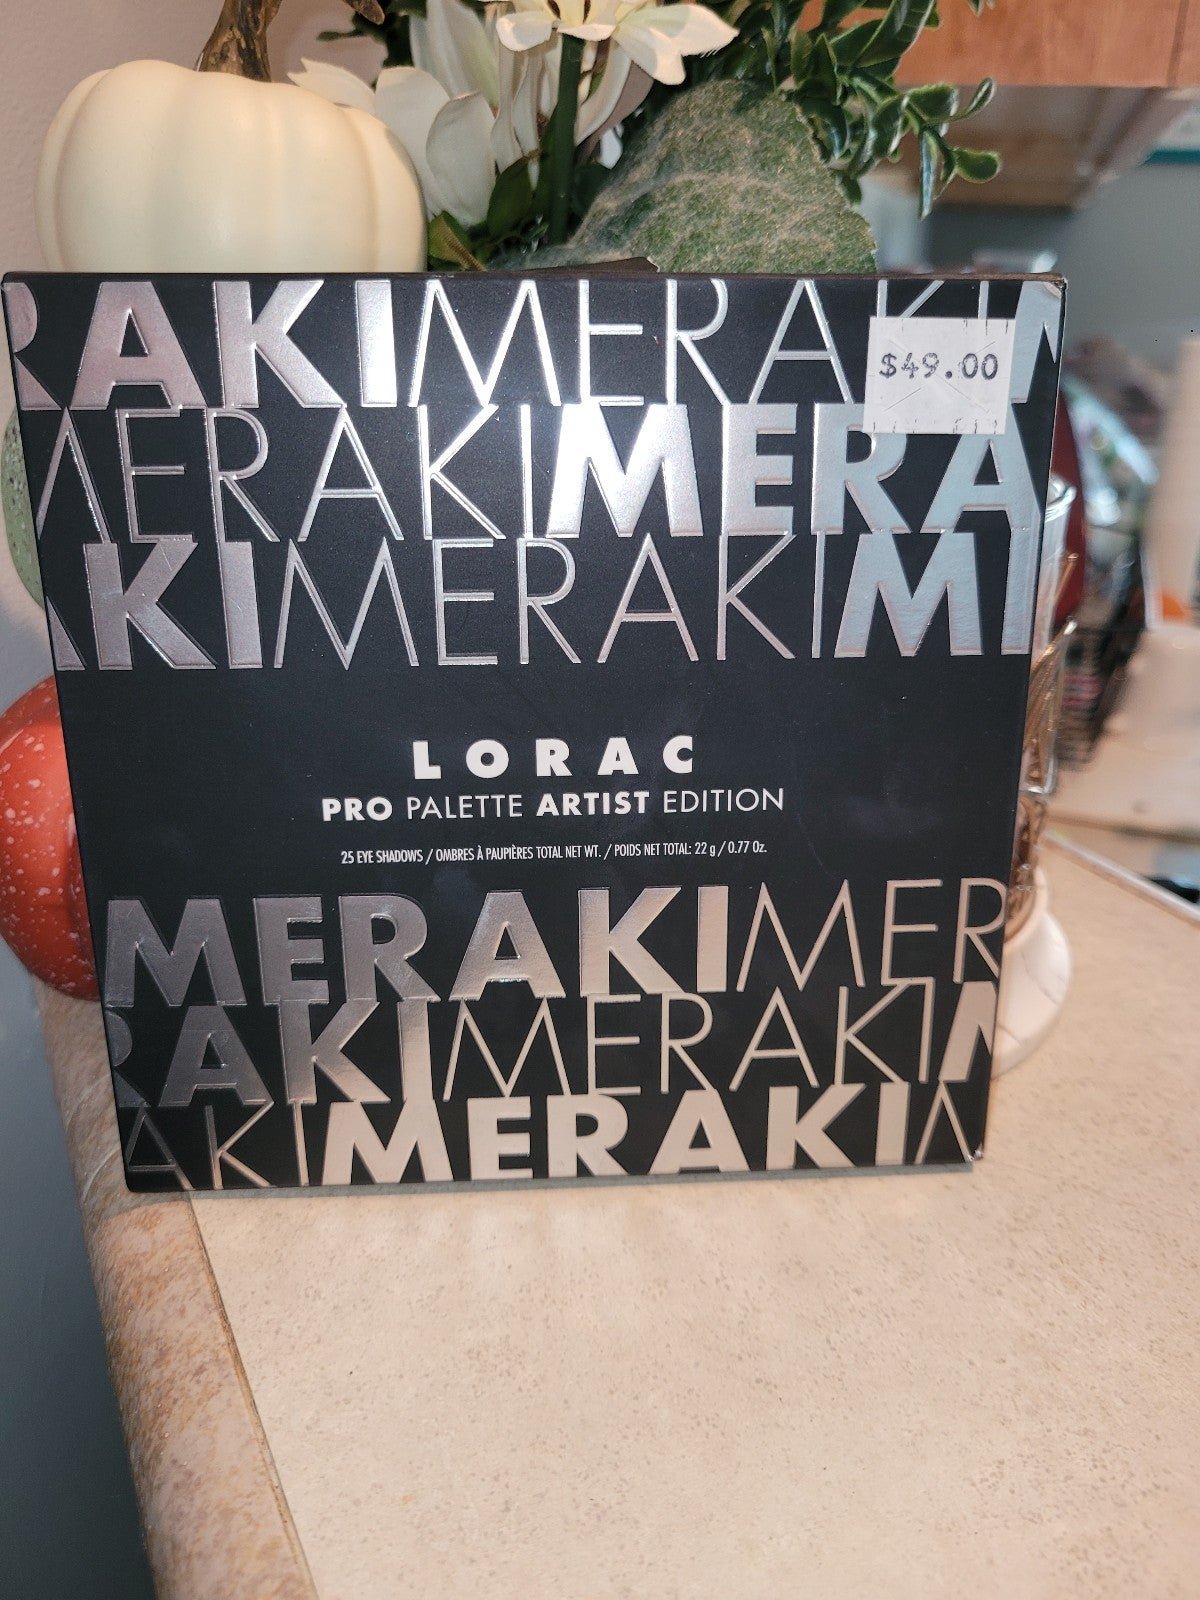 RAKIMERAKIM
$49.00
MERAKIMERA
AKIMERAKIMI
LORAC
PRO PALETTE ARTIST EDITION
25 EYE SHADOWS / OMBRES À PAUPIÈRES TOTAL NET WT. / POIDS NET TOTAL: 22 g / 0.77 Oz.
MERAKIMER
RAKIMERAKIM
AKIMERAKIM